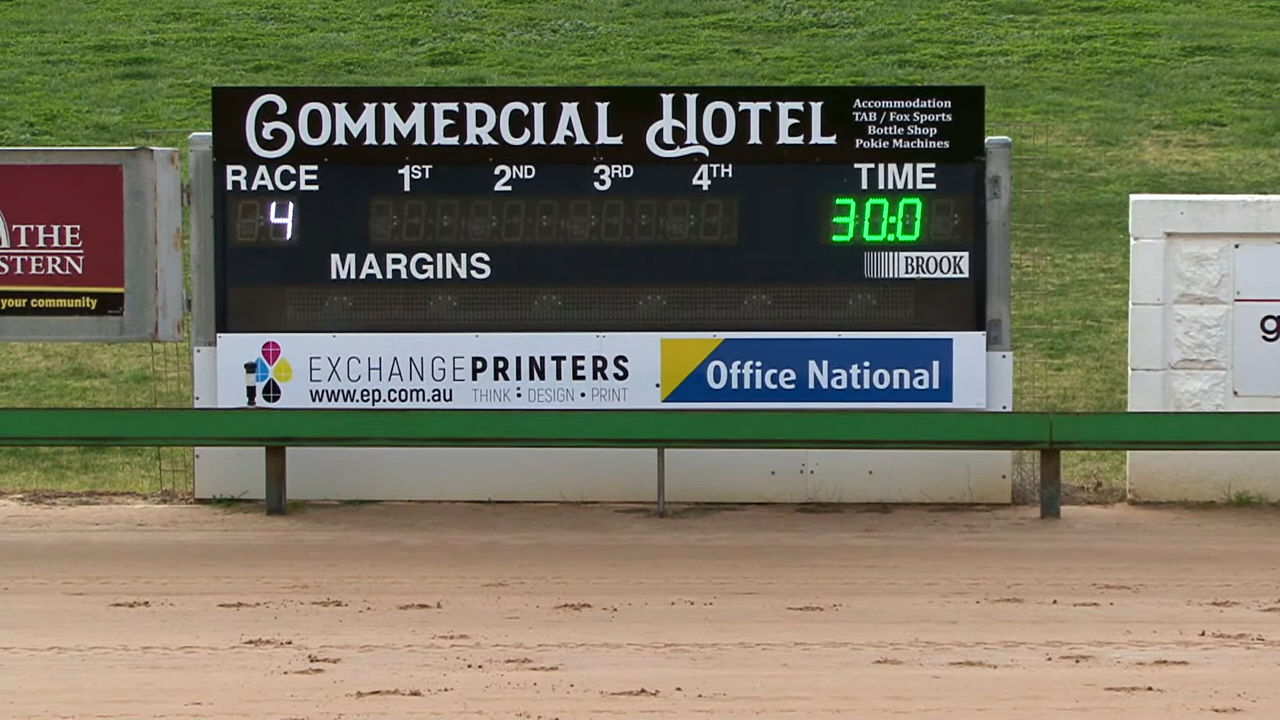 COMMERCIAL HOTEL
Accommodation
TAB / Fox Sports
Bottle Shop
Pokie Machines
RACE 1ST 2ND 3RD 4TH TIME
4 30:0
MARGINS
BROOK
THE
STERN
your community
EXCHANGEPRINTERS
www.ep.com.au THINK : DESIGN • PRINT
Office National
g